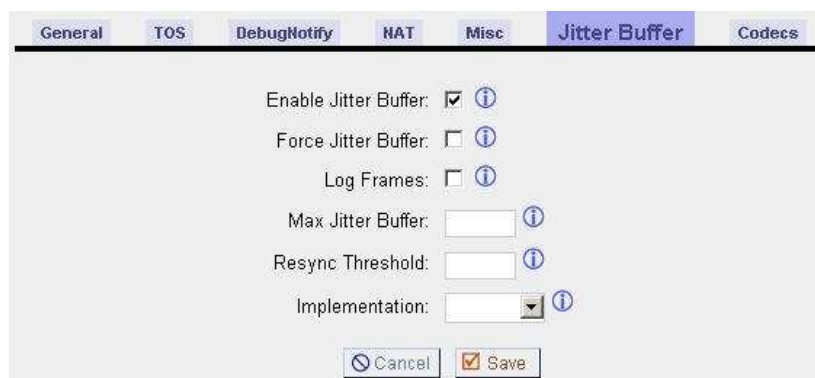 General TOS DebugNotify NAT Misc Jitter Buffer Codecs
Enable Jitter Buffer:
Force Jitter Buffer:
Log Frames:
Max Jitter Buffer:
Resync Threshold:
Implementation:
Cancel Save